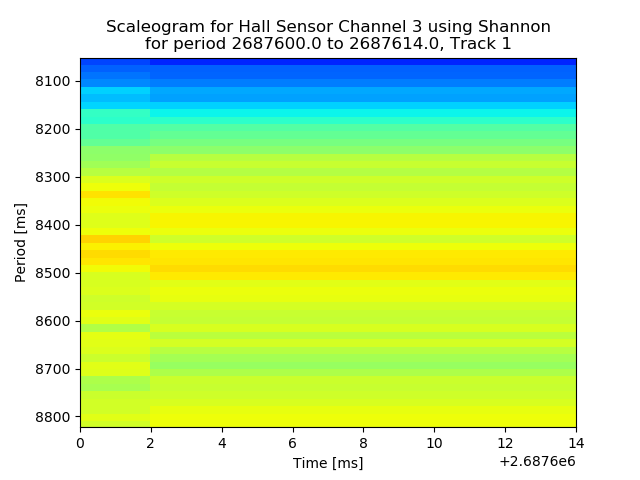 Scaleogram for Hall Sensor Channel 3 using Shannon
for period 2687600.0 to 2687614.0, Track 1
8100
8200
8300
8400
8500
8600
8700
8800
Period [ms]
0 2 4 6 8 10 12 14
Time [ms]
+2.6876e6